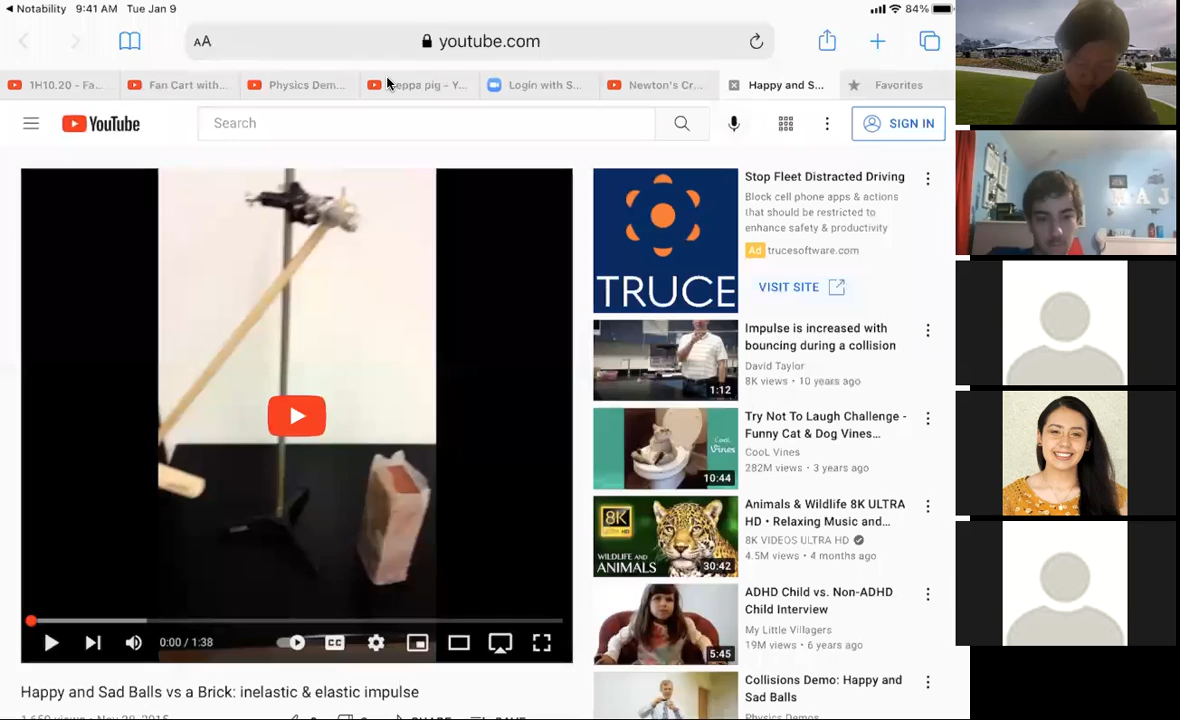 Notability 9:41 AM Tue Jan 9
84%
AA
youtube.com
1H10.20 - Fa...
Fan Cart with...
Physics Dem...
eppa pig - Y...
Login with S...
Newton's Cr...
Happy and S...
Favorites
YouTube
Search
SIGN IN
0:00 / 1:38
CC
Happy and Sad Balls vs a Brick: inelastic & elastic impulse
TRUCE
Stop Fleet Distracted Driving
Block cell phone apps & actions
that should be restricted to
enhance safety & productivity
Ad trucesoftware.com
VISIT SITE
Impulse is increased with
bouncing during a collision
David Taylor
8K views • 10 years ago
1:12
Try Not To Laugh Challenge -
Funny Cat & Dog Vines...
CooL Vines
282M views • 3 years ago
CooL
Vines
10:44
Animals & Wildlife 8K ULTRA
HD • Relaxing Music and...
8K VIDEOS ULTRA HD
4.5M views • 4 months ago
8K
WILDLIFE AND
ANIMALS
30:42
ADHD Child vs. Non-ADHD
Child Interview
My Little Villagers
19M views • 6 years ago
5:45
Collisions Demo: Happy and
Sad Balls
Physics Demos
M A J